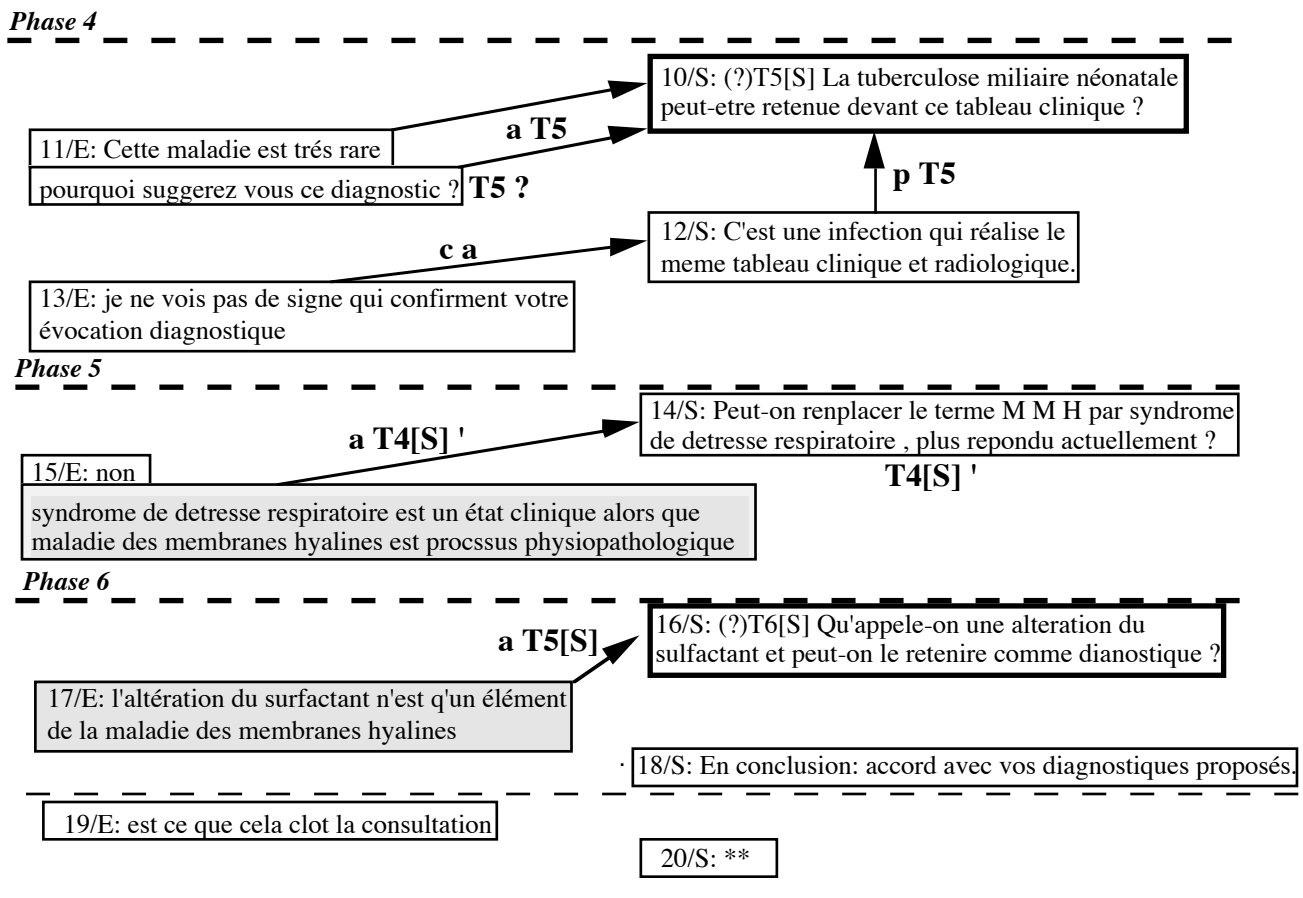 Phase 4
10/S: (?)T5[S] La tuberculose miliaire néonatale
peut-etre retenue devant ce tableau clinique ?
a T5
11/E: Cette maladie est trés rare
pourquoi suggerez vous ce diagnostic ?
T5 ?
p T5
12/S: C'est une infection qui réalise le
meme tableau clinique et radiologique.
c a
13/E: je ne vois pas de signe qui confirment votre
évocation diagnostique
Phase 5
14/S: Peut-on renplacer le terme M M H par syndrome
de detresse respiratoire , plus repondu actuellement ?
a T4[S] '
T4[S] '
15/E: non
syndrome de detresse respiratoire est un état clinique alors que
maladie des membranes hyalines est procssus physiopathologique
Phase 6
16/S: (?)T6[S] Qu'appele-on une alteration du
sulfactant et peut-on le retenire comme dianostique ?
a T5[S]
17/E: l'altération du surfactant n'est q'un élément
de la maladie des membranes hyalines
18/S: En conclusion: accord avec vos diagnostiques proposés.
19/E: est ce que cela clot la consultation
20/S: **